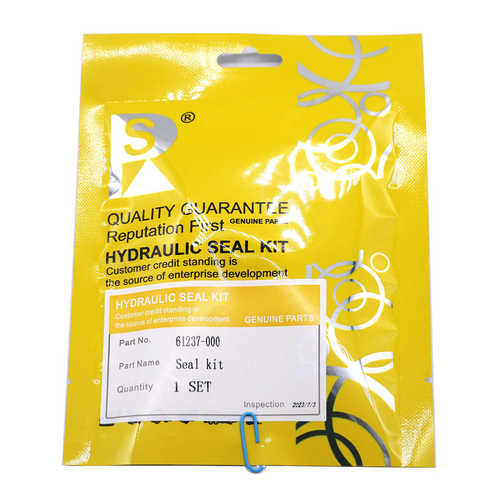 S ®
QUALITY GUARANTEE
Reputation First GENUINE PARTS
HYDRAULIC SEAL KIT
Customer credit standing is
the source of enterprise development
HYDRAULIC SEAL KIT
Customer credit standing is
the source of enterprise development GENUINE PARTS
Part No. 61237-000
Part Name Seal kit
Quantity 1 SET
Inspection